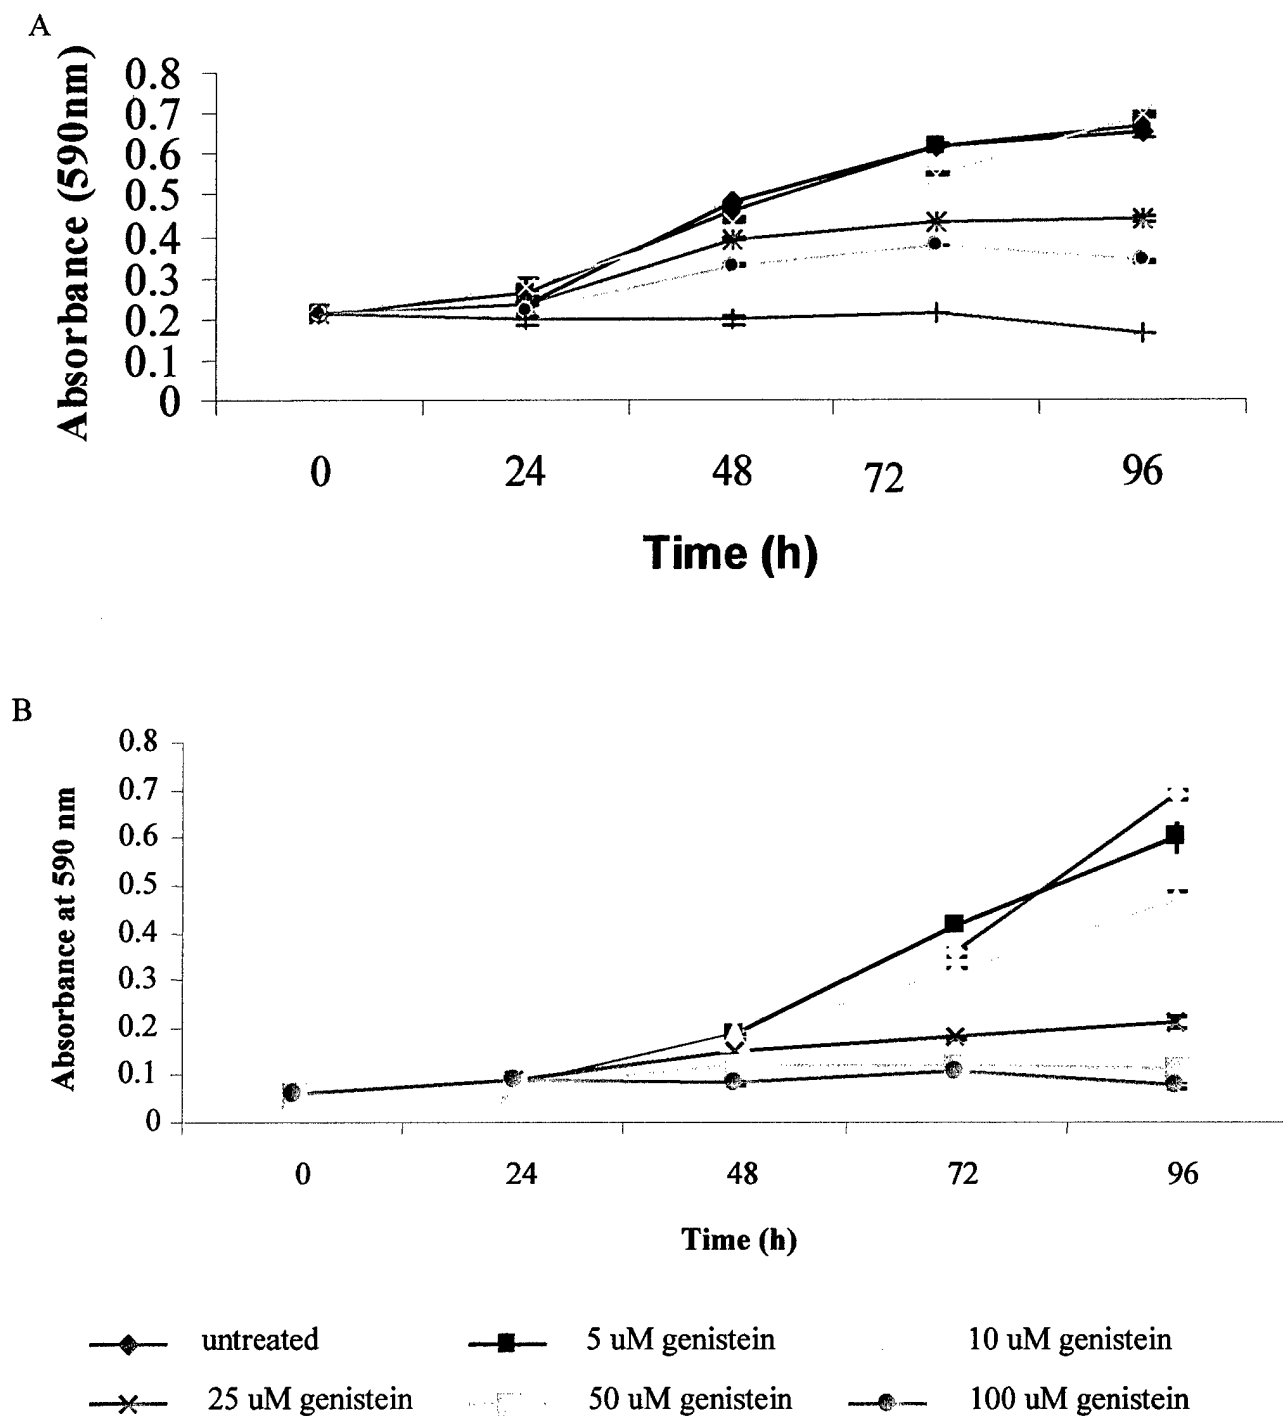 A
Absorbance (590nm)
0.8
0.7
0.6
0.5
0.4
0.3
0.2
0.1
0
0 24 48 72 96
Time (h)
B
Absorbance at 590 nm
0.8
0.7
0.6
0.5
0.4
0.3
0.2
0.1
0
0 24 48 72 96
Time (h)
untreated 5 uM genistein 10 uM genistein
25 uM genistein 50 uM genistein 100 uM genistein